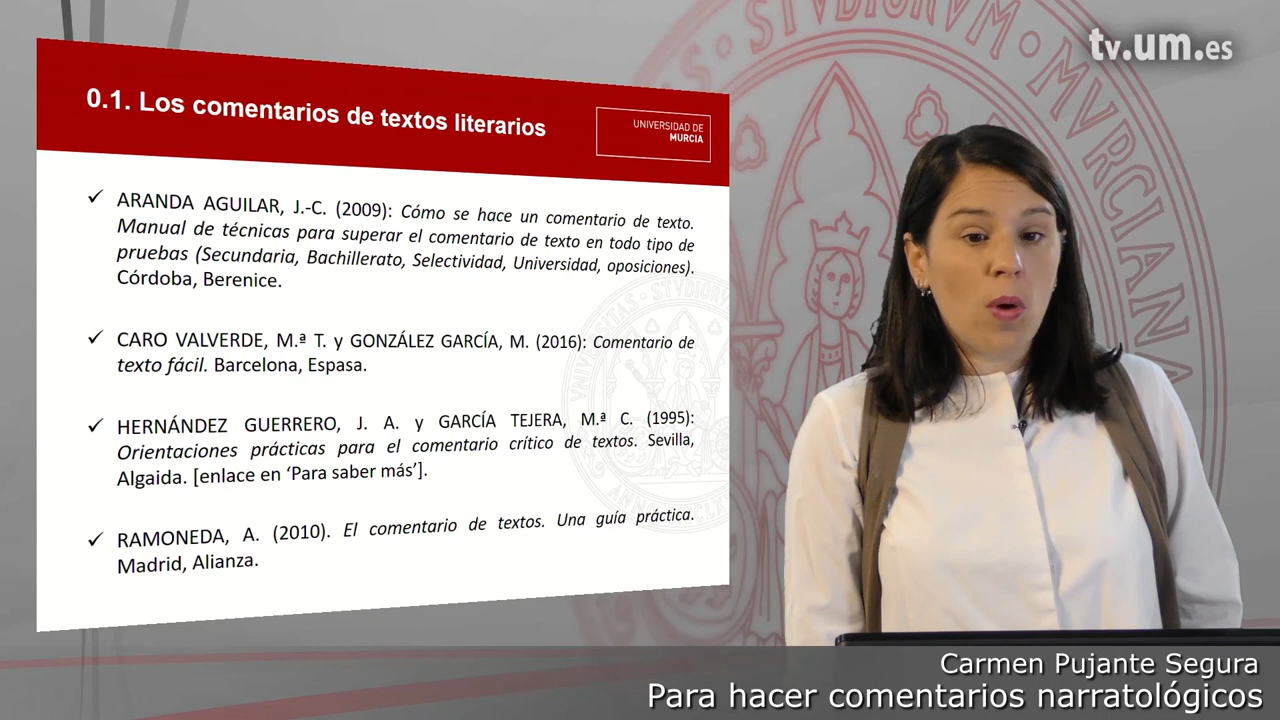 tv.um.es
0.1. Los comentarios de textos literarios
UNIVERSIDAD DE
MURCIA
ARANDA AGUILAR, J.-C. (2009): Cómo se hace un comentario de texto.
Manual de técnicas para superar el comentario de texto en todo tipo de
pruebas (Secundaria, Bachillerato, Selectividad, Universidad, oposiciones).
Córdoba, Berenice.
CARO VALVERDE, M.ª T. y GONZÁLEZ GARCÍA, M. (2016): Comentario de
texto fácil. Barcelona, Espasa.
HERNÁNDEZ GUERRERO, J. A. y GARCÍA TEJERA, M.ª C. (1995):
Orientaciones prácticas para el comentario crítico de textos. Sevilla,
Algaida. [enlace en ‘Para saber más’].
RAMONEDA, A. (2010). El comentario de textos. Una guía práctica.
Madrid, Alianza.
Carmen Pujante Segura
Para hacer comentarios narratológicos